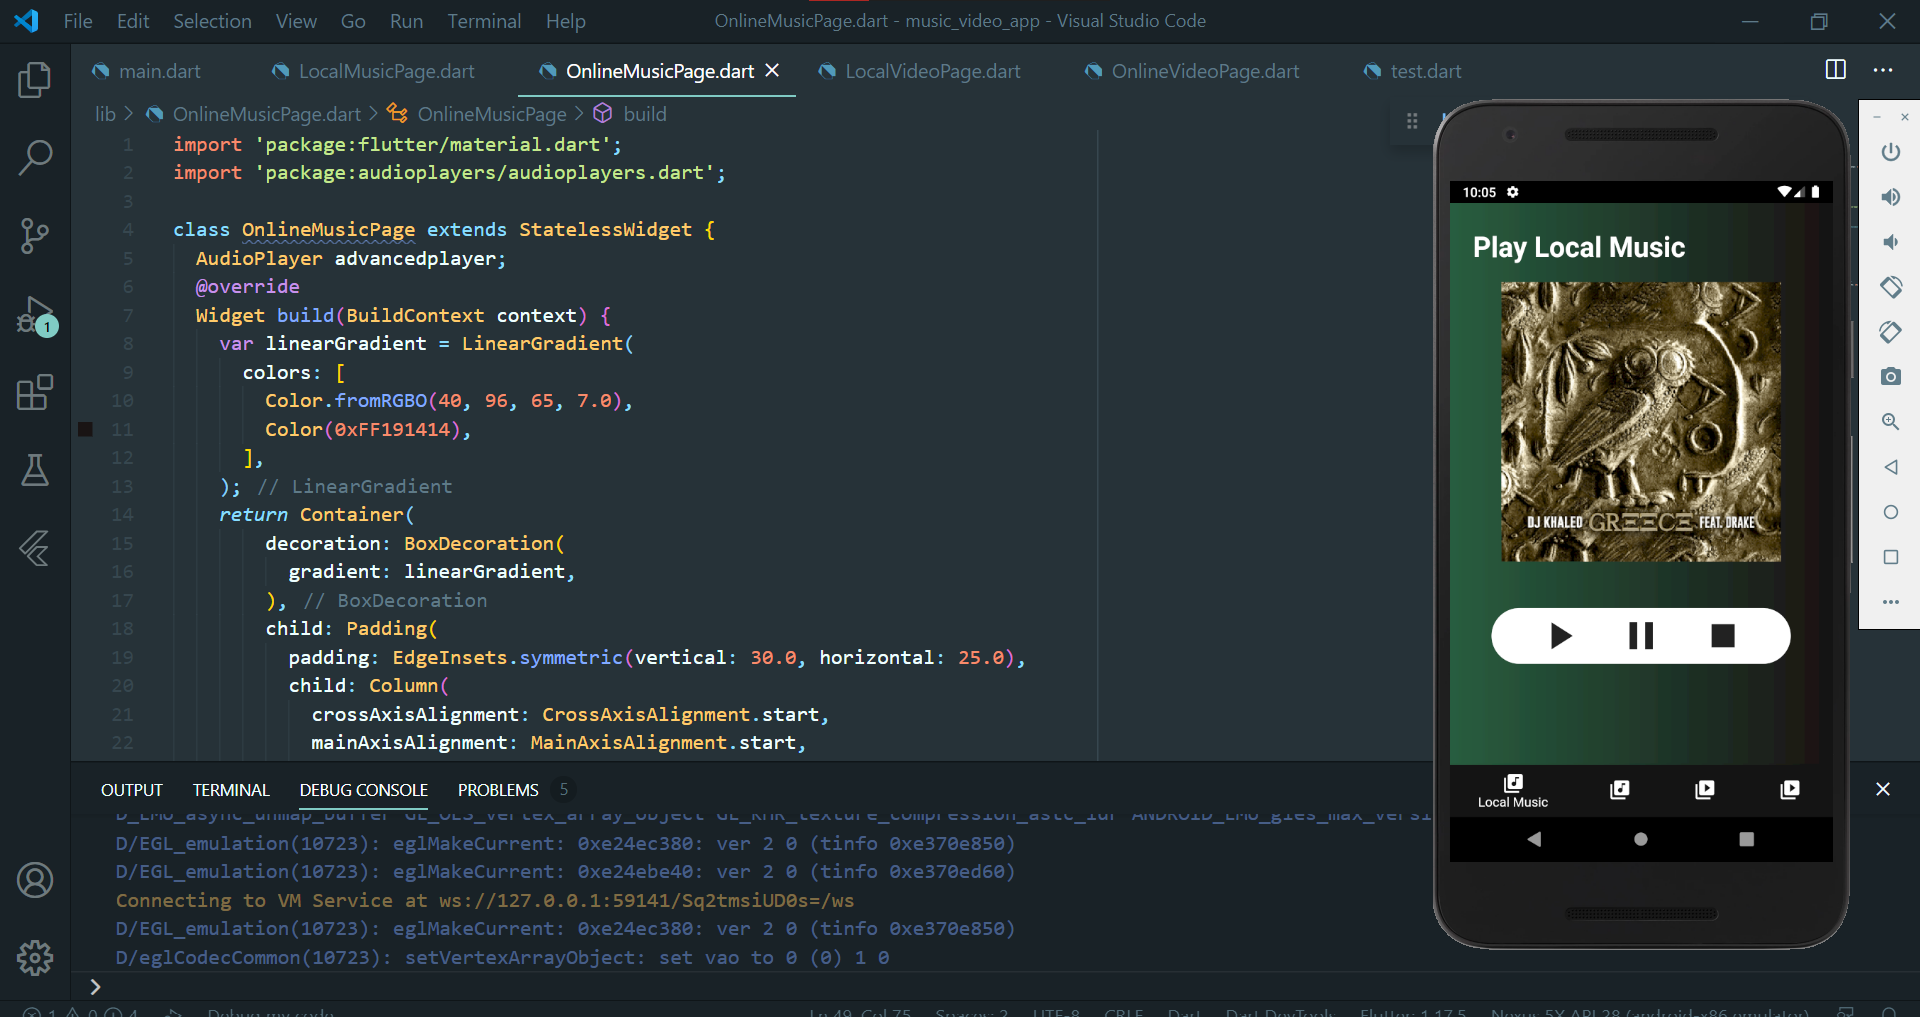 File Edit Selection View Go Run Terminal Help
OnlineMusicPage.dart - music_video_app - Visual Studio Code
main.dart LocalMusicPage.dart OnlineMusicPage.dart LocalVideoPage.dart OnlineVideoPage.dart test.dart
lib > OnlineMusicPage.dart > OnlineMusicPage > build
1 import 'package:flutter/material.dart';
2 import 'package:audioplayers/audioplayers.dart';
3
4 class OnlineMusicPage extends StatelessWidget {
5 AudioPlayer advancedplayer;
6 @override
7 Widget build(BuildContext context) {
8 var linearGradient = LinearGradient(
9 colors: [
10 Color.fromRGBO(40, 96, 65, 7.0),
11 Color(0xFF191414),
12 ],
13 ); // LinearGradient
14 return Container(
15 decoration: BoxDecoration(
16 gradient: linearGradient,
17 ), // BoxDecoration
18 child: Padding(
19 padding: EdgeInsets.symmetric(vertical: 30.0, horizontal: 25.0),
20 child: Column(
21 crossAxisAlignment: CrossAxisAlignment.start,
22 mainAxisAlignment: MainAxisAlignment.start,
OUTPUT TERMINAL DEBUG CONSOLE PROBLEMS 5
D/EGL_emulation(10723): eglMakeCurrent: 0xe24ec380: ver 2 0 (tinfo 0xe370e850)
D/EGL_emulation(10723): eglMakeCurrent: 0xe24ebe40: ver 2 0 (tinfo 0xe370ed60)
Connecting to VM Service at ws://127.0.0.1:59141/Sq2tmsiUD0s=/ws
D/EGL_emulation(10723): eglMakeCurrent: 0xe24ec380: ver 2 0 (tinfo 0xe370e850)
D/eglCodecCommon(10723): setVertexArrayObject: set vao to 0 (0) 1 0
1
10:05
Play Local Music
DJ KHALED GREECE FEAT. DRAKE
Local Music